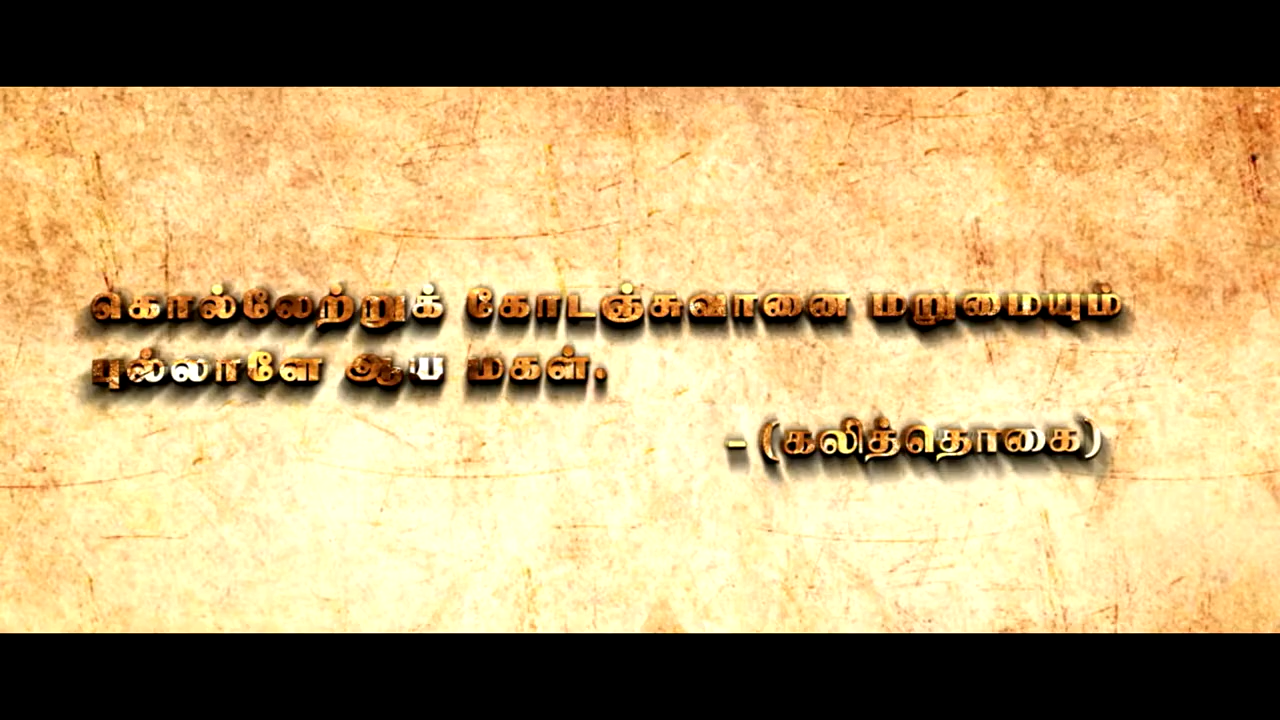 கொல்லேற்றுக் கோடஞ்சுவானை மறுமையும்
புல்லாளே ஆய மகள்.
- (கலித்தொகை)